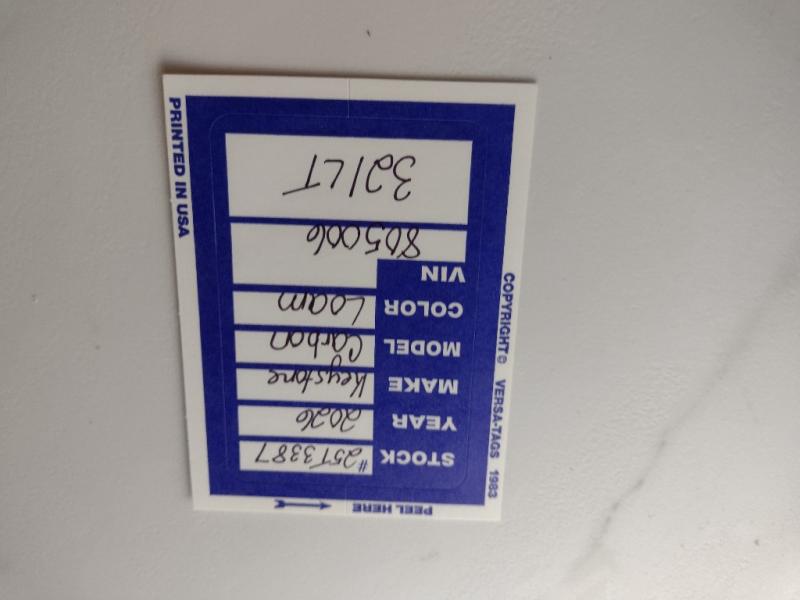 PEEL HERE
STOCK #25T3387
YEAR 2026
MAKE Keystone
MODEL Carbon
COLOR Loam
VIN
805006
321LT
COPYRIGHT© VERSA-TAGS 1983
PRINTED IN USA